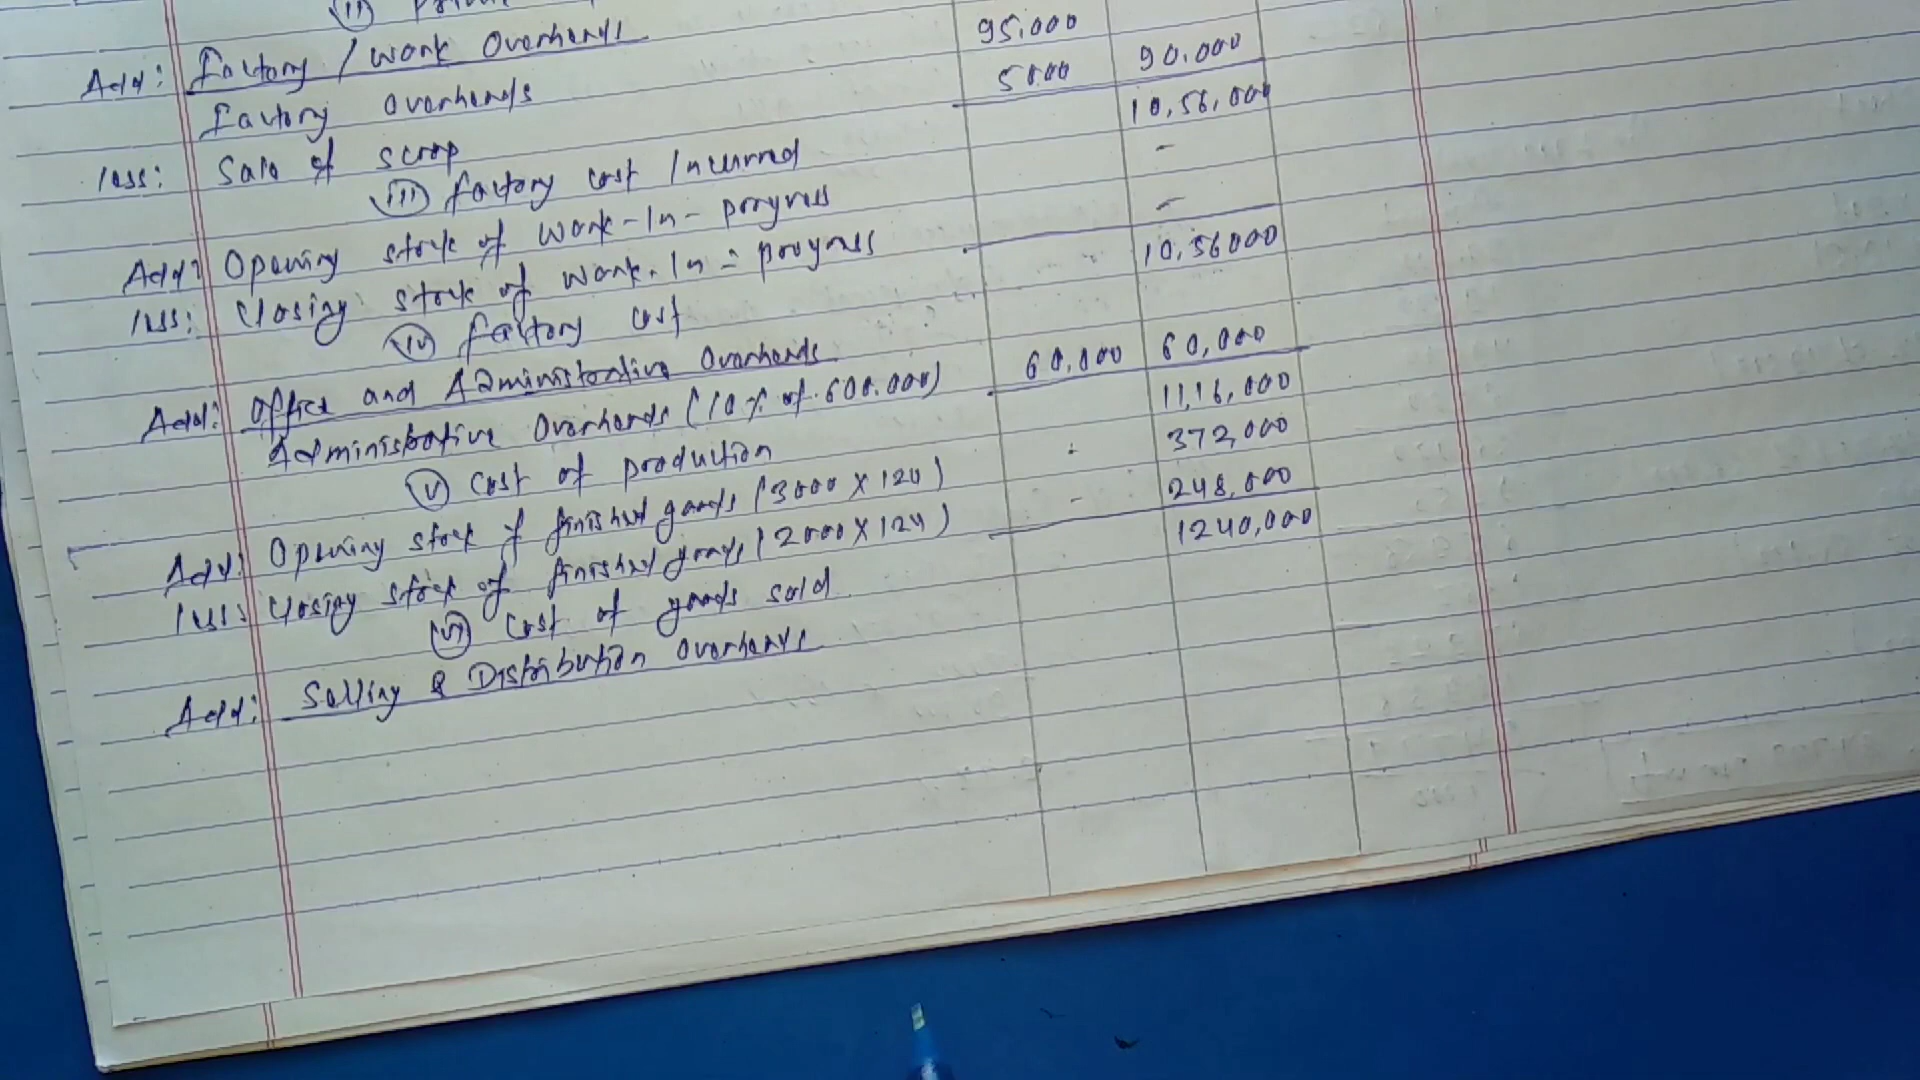 (ii)
Add: Factory / Work Overheads
Factory Overheads 95,000
less: Sale of scrap 5000 90,000
(iii) factory cost Incurred 10,56,000
Add: Opening stock of Work-In-progress -
less: Closing stock of Work-In-progress -
(iv) factory cost 10,56000
Add: Office and Administrative Overheads
Administrative Overheads (10% of 600,000) 60,000 60,000
(v) Cost of production 11,16,000
Add: Opening stock of finished goods (3000 X 124) 372,000
less: Closing stock of finished goods (2000 X 124) - 248,000
(vi) Cost of goods sold 1240,000
Add: Selling & Distribution Overheads